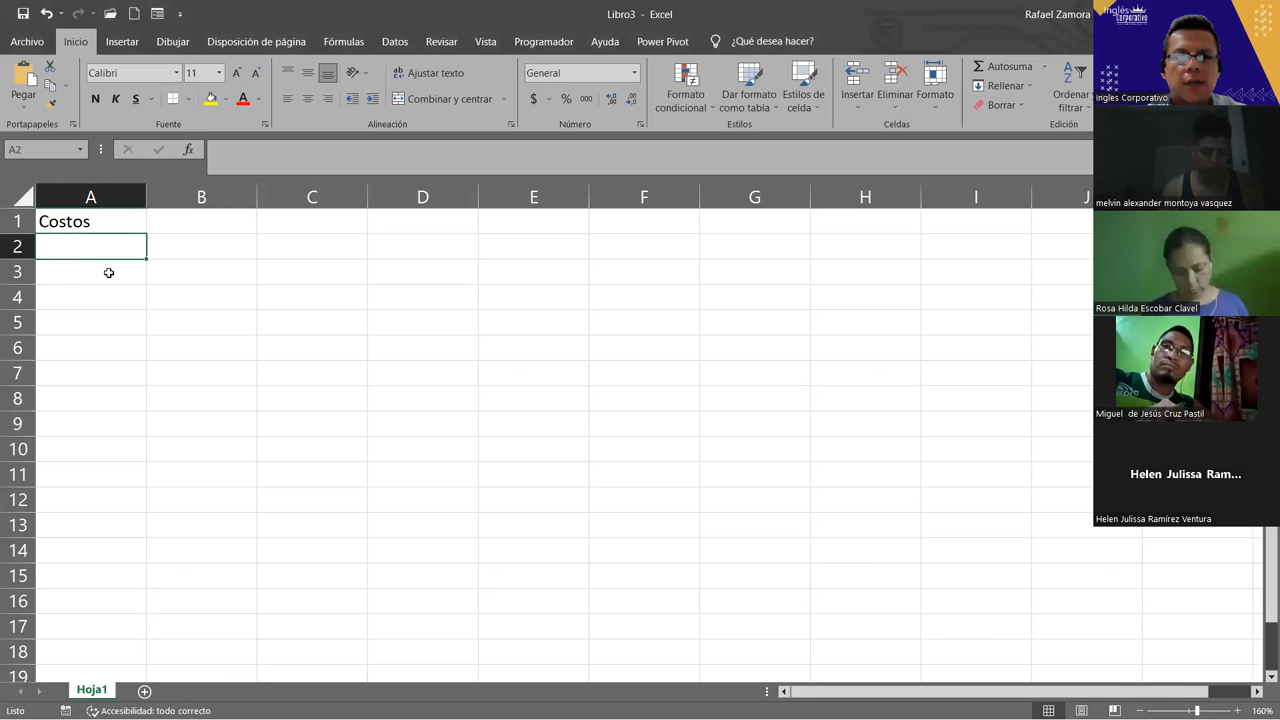 Libro3 - Excel
Rafael Zamora
Archivo Inicio Insertar Dibujar Disposición de página Fórmulas Datos Revisar Vista Programador Ayuda Power Pivot ¿Qué desea hacer?
Pegar
Calibri 11
N K S
Ajustar texto
Combinar y centrar
General
$ % 000
Formato condicional
Dar formato como tabla
Estilos de celda
Insertar Eliminar Formato
Autosuma
Rellenar
Borrar
Ordenar filtrar
Portapapeles Fuente Alineación Número Estilos Celdas Edición
A2 fx
A B C D E F G H I J
1 Costos
2
3
4
5
6
7
8
9
10
11
12
13
14
15
16
17
18
19
Hoja1
Listo Accesibilidad: todo correcto 160%
Inglés Corporativo
Ingles Corporativo
melvin alexander montoya vasquez
Rosa Hilda Escobar Clavel
Miguel de Jesús Cruz Pastil
Helen Julissa Ram...
Helen Julissa Ramírez Ventura